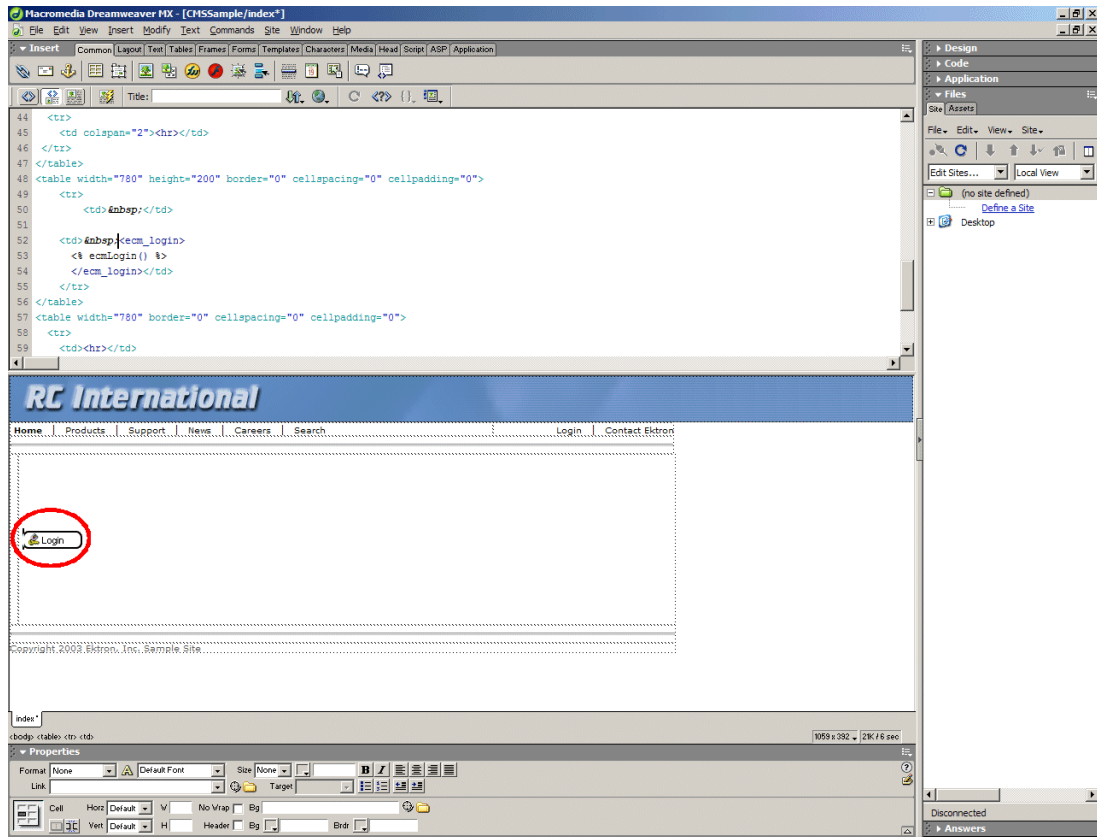 Macromedia Dreamweaver MX - [CMSSample/index*]
File Edit View Insert Modify Text Commands Site Window Help
Insert Common Layout Text Tables Frames Forms Templates Characters Media Head Script ASP Application
Title:
44 <tr>
45 <td colspan="2"><hr></td>
46 </tr>
47 </table>
48 <table width="780" height="200" border="0" cellspacing="0" cellpadding="0">
49 <tr>
50 <td>&nbsp;</td>
51
52 <td>&nbsp;<ecm_login>
53 <% ecmLogin() %>
54 </ecm_login></td>
55 </tr>
56 </table>
57 <table width="780" border="0" cellspacing="0" cellpadding="0">
58 <tr>
59 <td><hr></td>
RC International
Home | Products | Support | News | Careers | Search Login | Contact Ektron
Login
Copyright 2003 Ektron, Inc. Sample Site
index*
<body> <table> <tr> <td> 1059 x 392 21K / 6 sec
Properties
Format None Default Font Size None B I
Link Target
Cell Horz Default W No Wrap Bg
Vert Default H Header Bg Brdr
Design
Code
Application
Files
Site Assets
File Edit View Site
Edit Sites... Local View
(no site defined)
Define a Site
Desktop
Disconnected
Answers